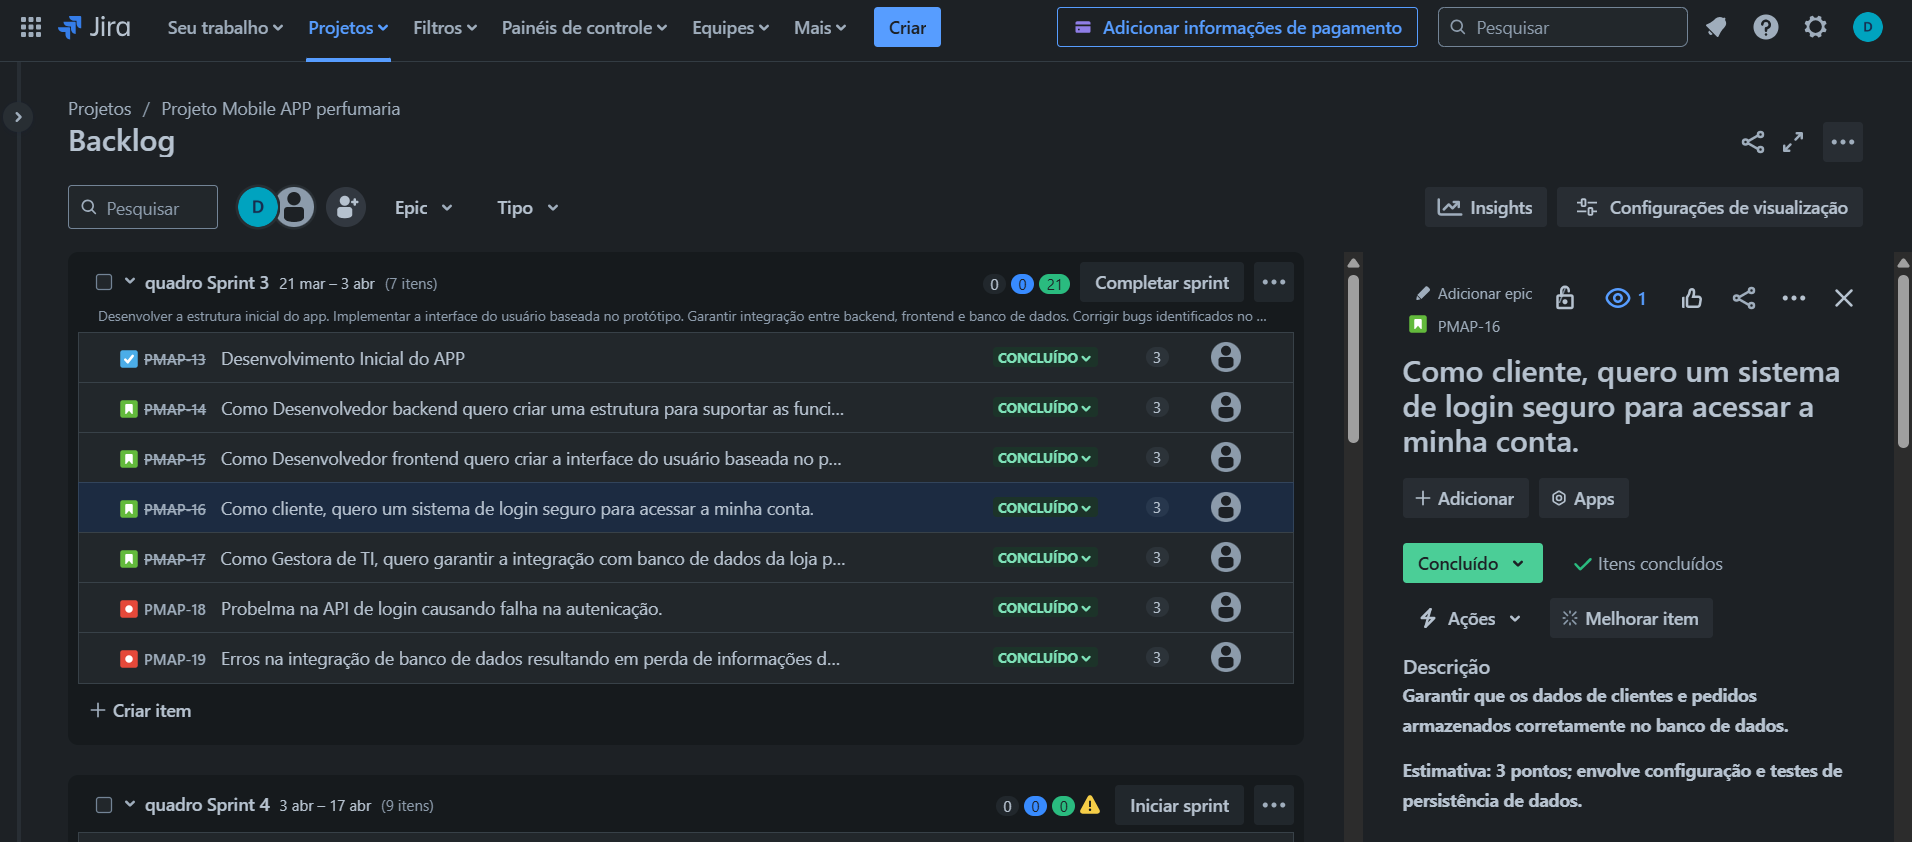 Jira Seu trabalho Projetos Filtros Painéis de controle Equipes Mais Criar Adicionar informações de pagamento Pesquisar D
Projetos / Projeto Mobile APP perfumaria
Backlog
Pesquisar D Epic Tipo Insights Configurações de visualização
quadro Sprint 3 21 mar – 3 abr (7 itens) 0 0 21 Completar sprint
Desenvolver a estrutura inicial do app. Implementar a interface do usuário baseada no protótipo. Garantir integração entre backend, frontend e banco de dados. Corrigir bugs identificados no ...
PMAP-13 Desenvolvimento Inicial do APP CONCLUÍDO 3
PMAP-14 Como Desenvolvedor backend quero criar uma estrutura para suportar as funci... CONCLUÍDO 3
PMAP-15 Como Desenvolvedor frontend quero criar a interface do usuário baseada no p... CONCLUÍDO 3
PMAP-16 Como cliente, quero um sistema de login seguro para acessar a minha conta. CONCLUÍDO 3
PMAP-17 Como Gestora de TI, quero garantir a integração com banco de dados da loja p... CONCLUÍDO 3
PMAP-18 Probelma na API de login causando falha na autenicação. CONCLUÍDO 3
PMAP-19 Erros na integração de banco de dados resultando em perda de informações d... CONCLUÍDO 3
+ Criar item
quadro Sprint 4 3 abr – 17 abr (9 itens) 0 0 0 Iniciar sprint
Adicionar epic 1
PMAP-16
Como cliente, quero um sistema
de login seguro para acessar a
minha conta.
+ Adicionar Apps
Concluído Itens concluídos
Ações Melhorar item
Descrição
Garantir que os dados de clientes e pedidos
armazenados corretamente no banco de dados.
Estimativa: 3 pontos; envolve configuração e testes de
persistência de dados.